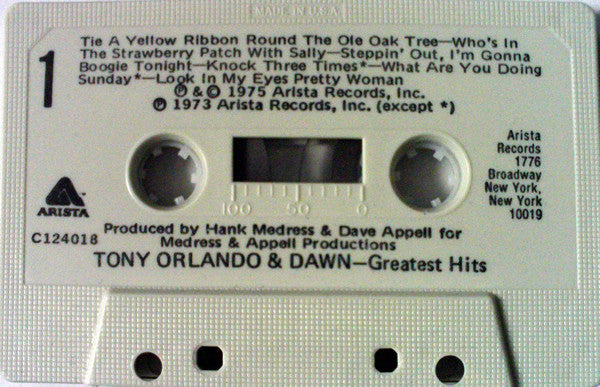 MADE IN U.S.A.
1
Tie A Yellow Ribbon Round The Ole Oak Tree—Who's In
The Strawberry Patch With Sally—Steppin' Out, I'm Gonna
Boogie Tonight—Knock Three Times*—What Are You Doing
Sunday*—Look In My Eyes Pretty Woman
℗ & © 1975 Arista Records, Inc.
℗ 1973 Arista Records, Inc. (except *)
Arista
Records
1776
Broadway
New York,
New York
10019
100 50 0
ARISTA
C124018
Produced by Hank Medress & Dave Appell for
Medress & Appell Productions
TONY ORLANDO & DAWN—Greatest Hits